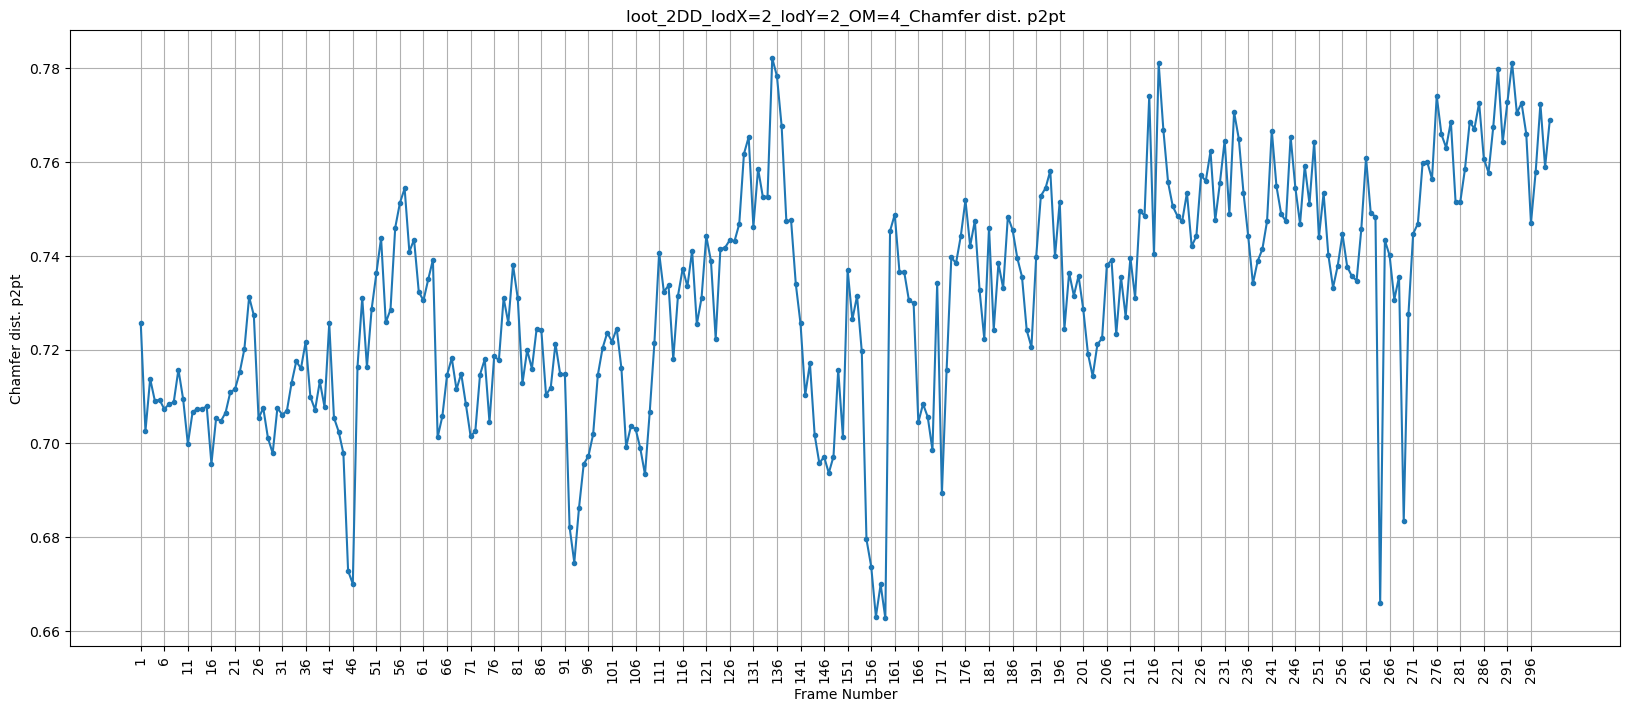 loot_2DD_lodX=2_lodY=2_OM=4_Chamfer dist. p2pt
Chamfer dist. p2pt
0.78
0.76
0.74
0.72
0.70
0.68
0.66
1 6 11 16 21 26 31 36 41 46 51 56 61 66 71 76 81 86 91 96 101 106 111 116 121 126 131 136 141 146 151 156 161 166 171 176 181 186 191 196 201 206 211 216 221 226 231 236 241 246 251 256 261 266 271 276 281 286 291 296
Frame Number